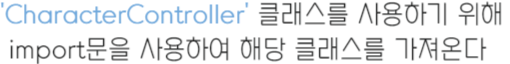 'CharacterController' 클래스를 사용하기 위해
import문을 사용하여 해당 클래스를 가져온다